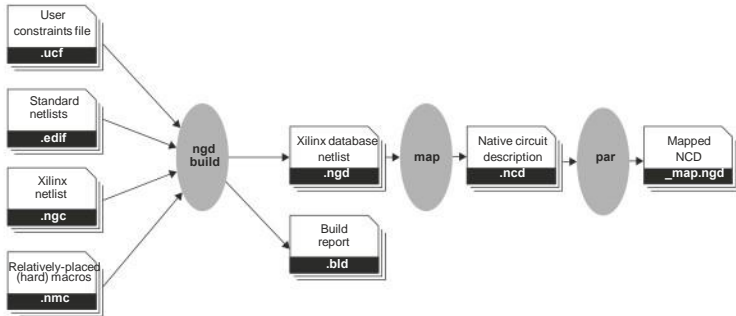 User
constraints file
.ucf
Standard
netlists
.edif
Xilinx
netlist
.ngc
Relatively-placed
(hard) macros
.nmc
ngd
build
Xilinx database
netlist
.ngd
Build
report
.bld
map
Native circuit
description
.ncd
par
Mapped
NCD
_map.ngd